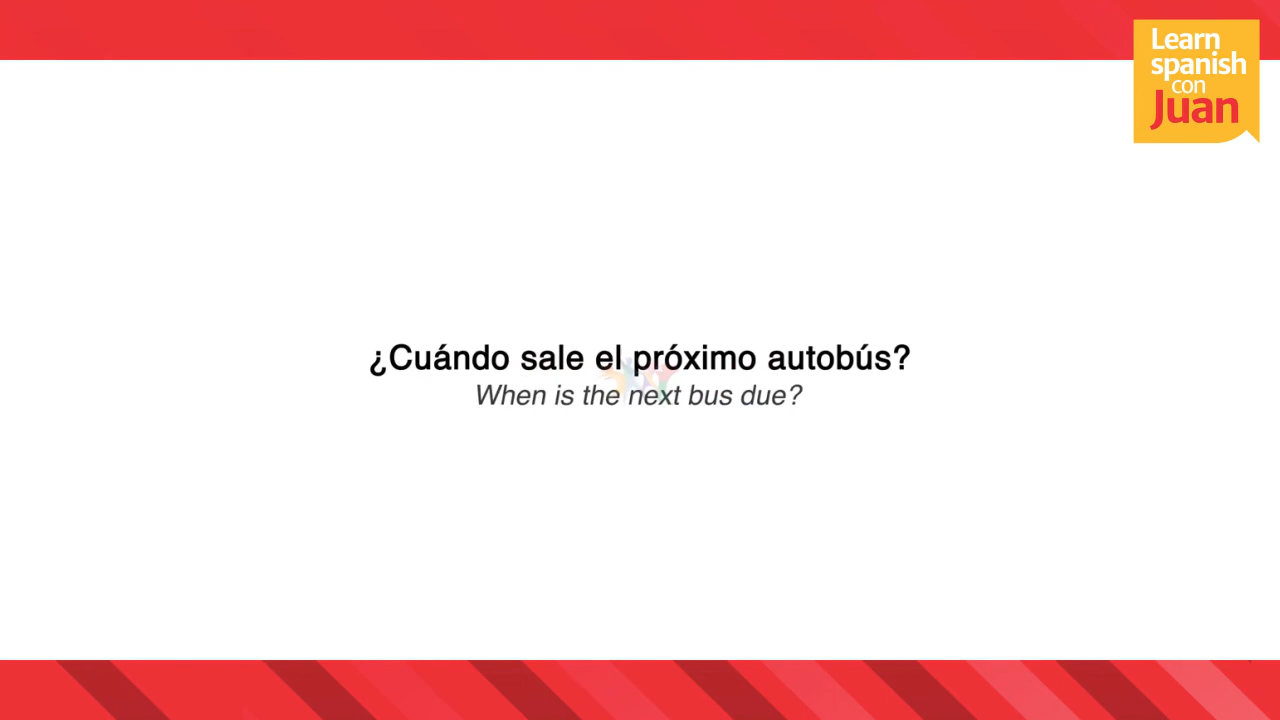 Learn
spanish
con
Juan
¿Cuándo sale el próximo autobús?
When is the next bus due?